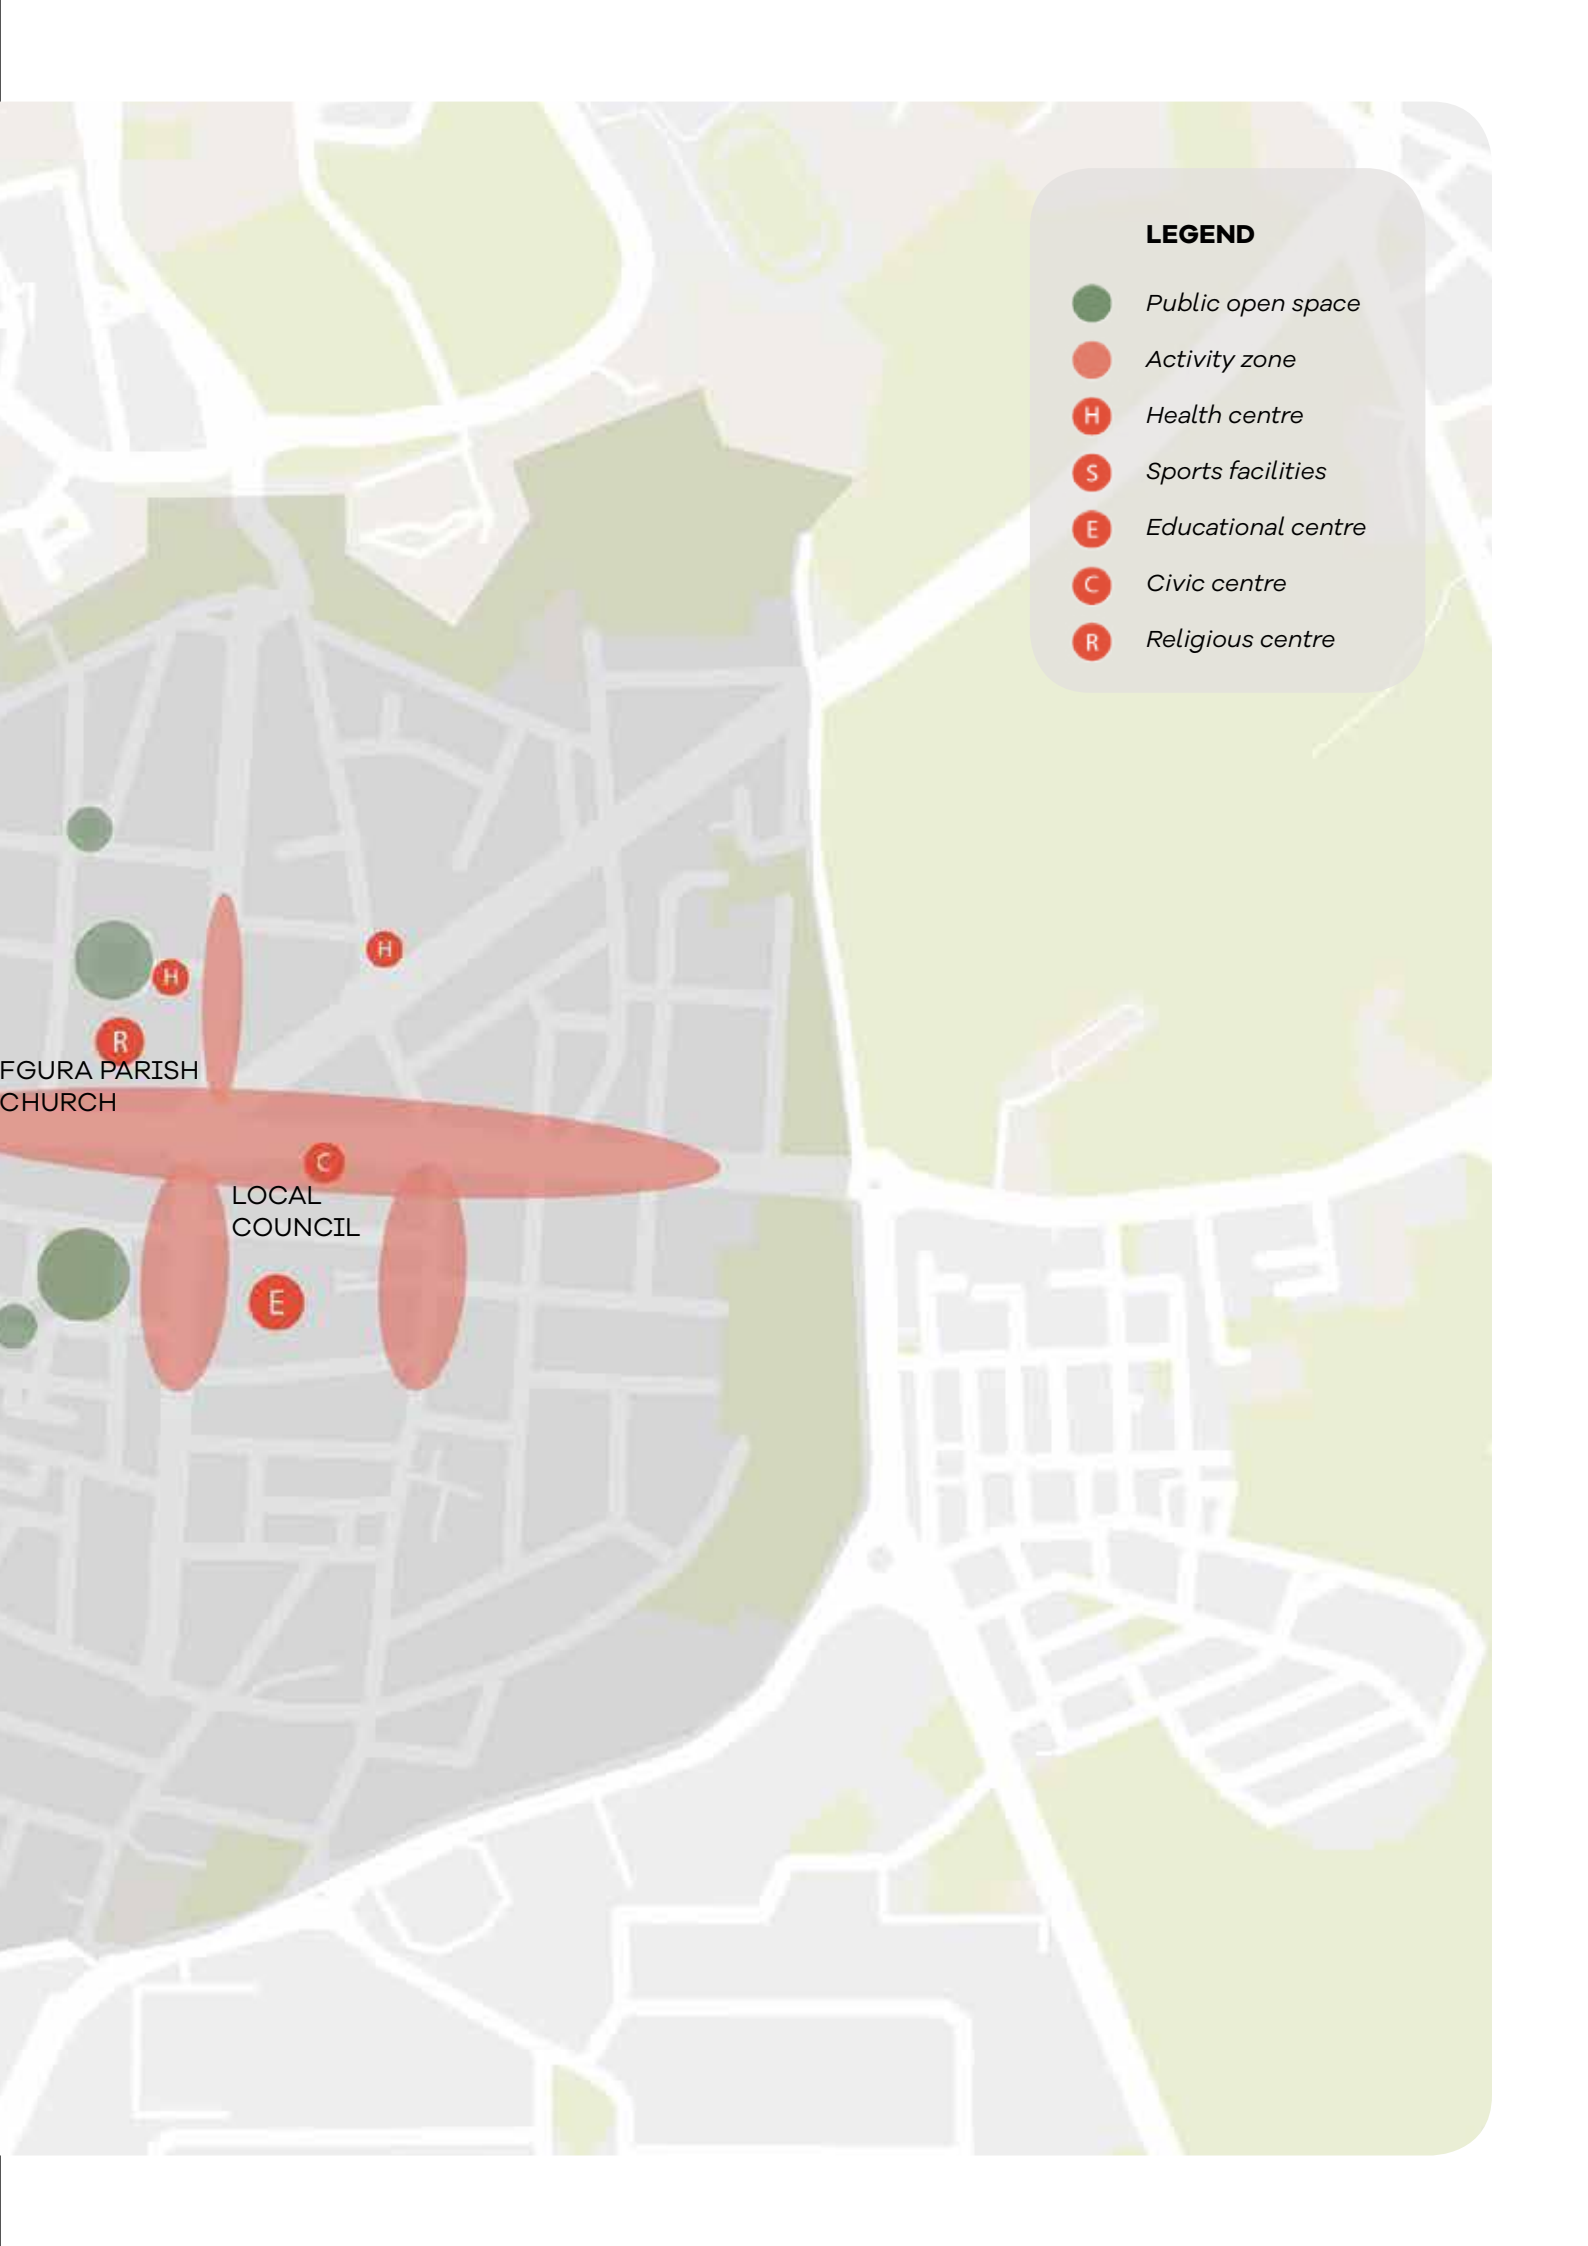 LEGEND
Public open space
Activity zone
H Health centre
S Sports facilities
E Educational centre
C Civic centre
R Religious centre
H
H
R
FGURA PARISH
CHURCH
C
LOCAL
COUNCIL
E